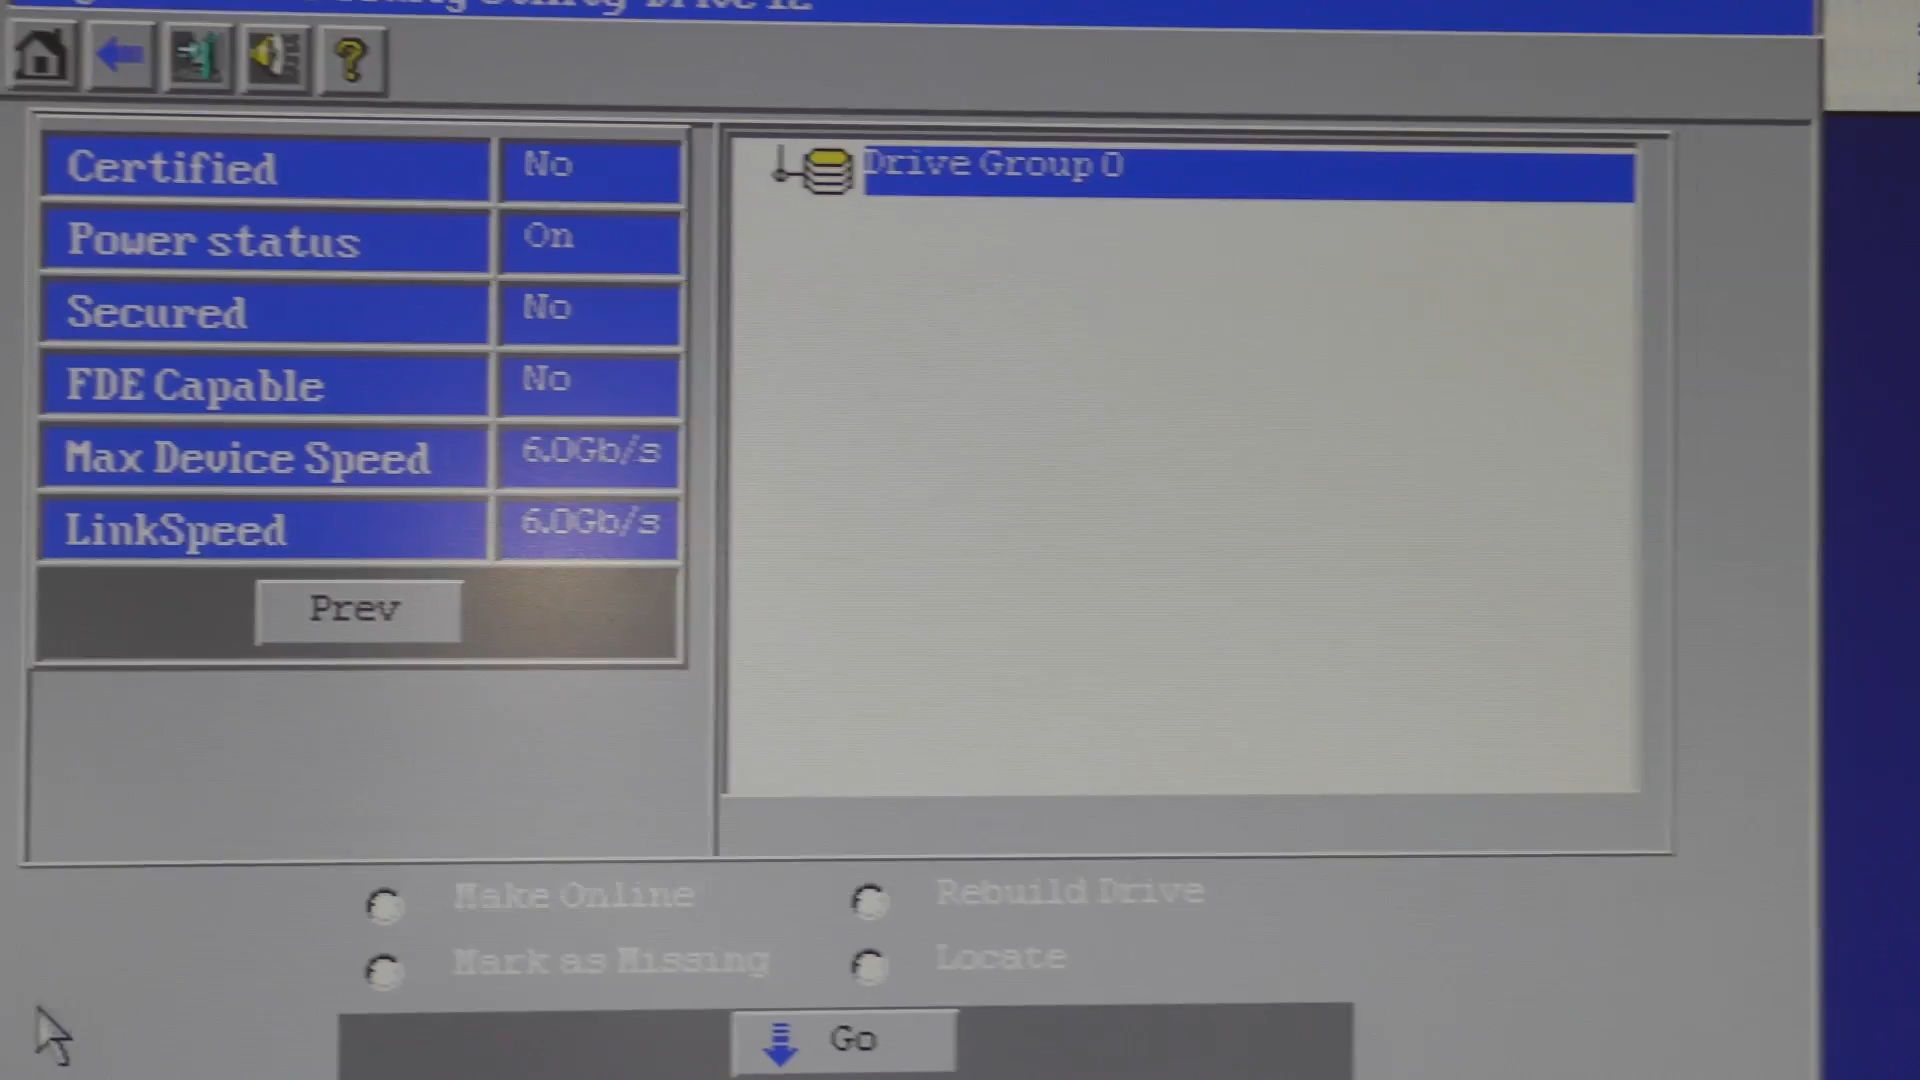 Certified No
Power status On
Secured No
FDE Capable No
Max Device Speed 6.0Gb/s
LinkSpeed 6.0Gb/s
Prev
Drive Group 0
Make Online Rebuild Drive
Mark as Missing Locate
Go